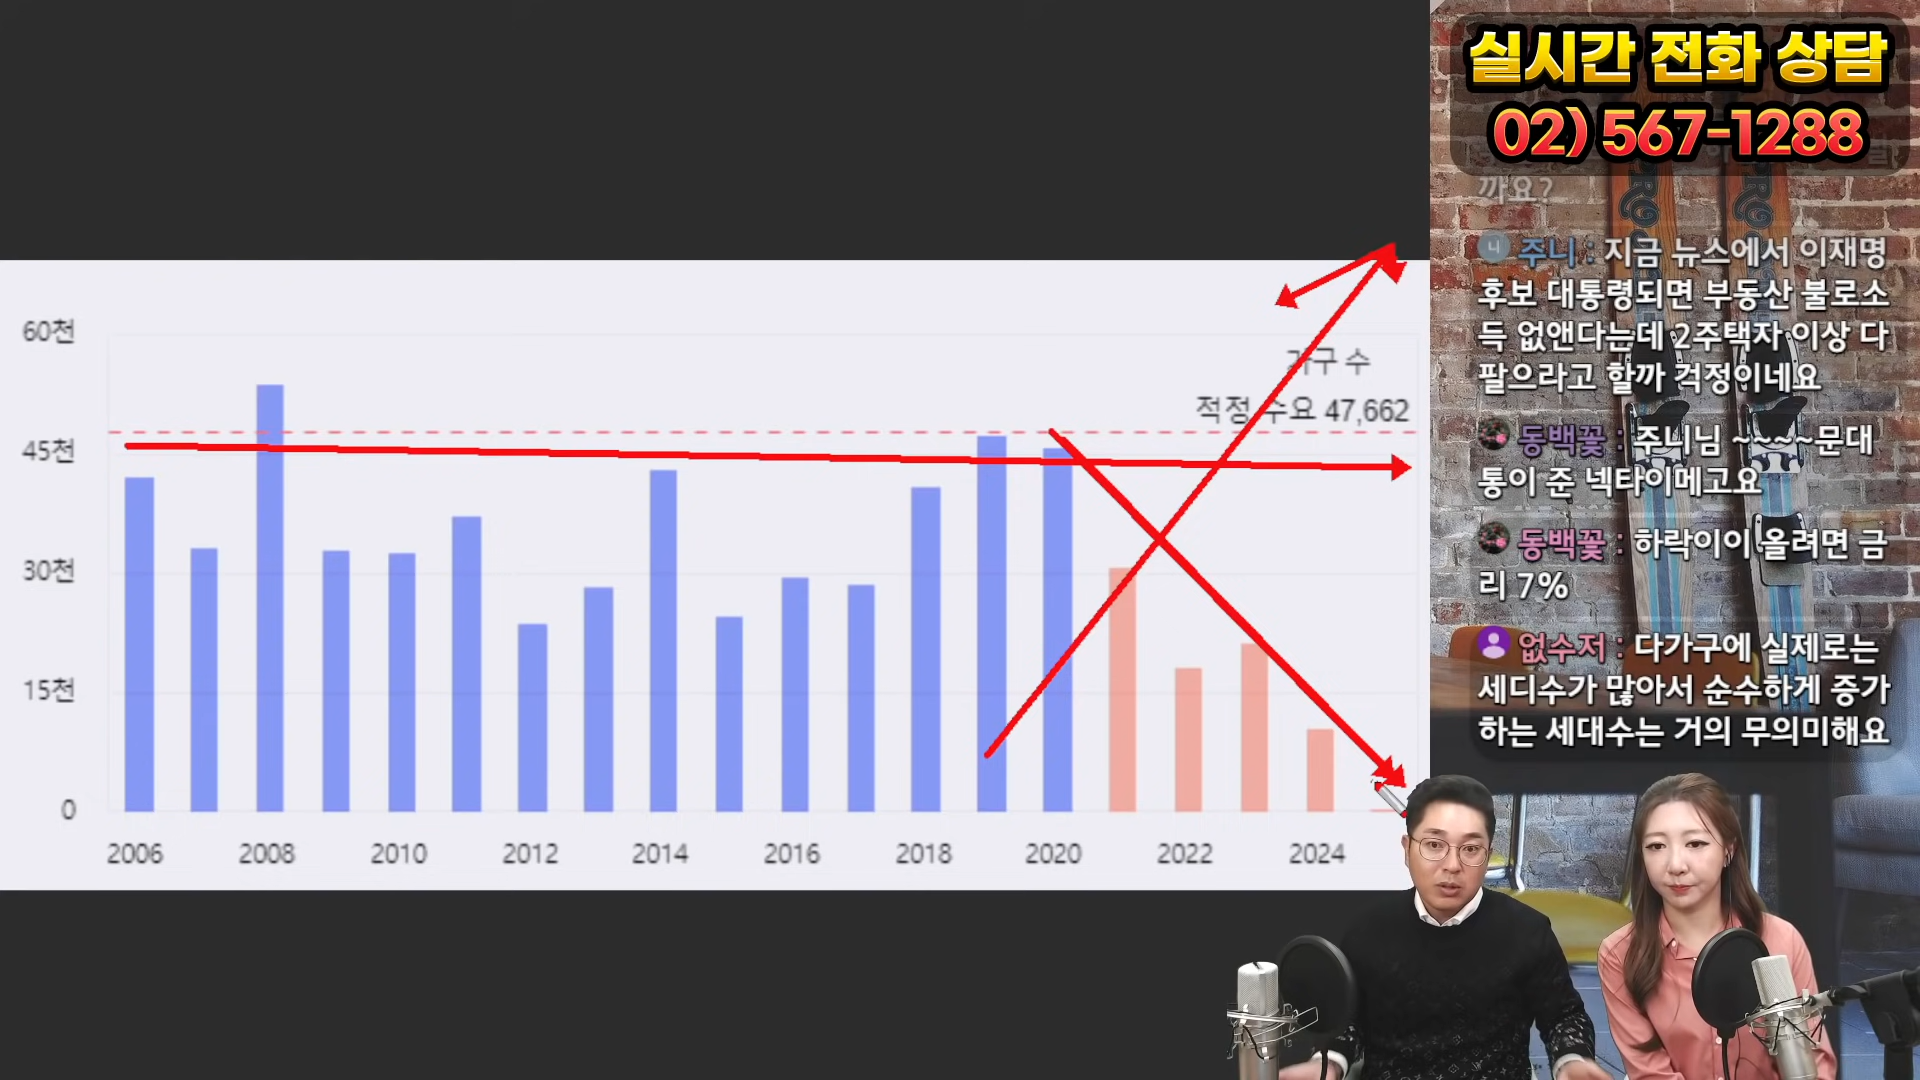 실시간 전화 상담
02) 567-1288
까요?
주니 : 지금 뉴스에서 이재명
후보 대통령되면 부동산 불로소
득 없앤다는데 2주택자 이상 다
팔으라고 할까 걱정이네요
동백꽃 : 주니님 ~~~~문대
통이 준 넥타이메고요
동백꽃 : 하락이이 올려면 금
리 7%
없수저 : 다가구에 실제로는
세디수가 많아서 순수하게 증가
하는 세대수는 거의 무의미해요
가구 수
적정 수요 47,662
60천
45천
30천
15천
0
2006 2008 2010 2012 2014 2016 2018 2020 2022 2024